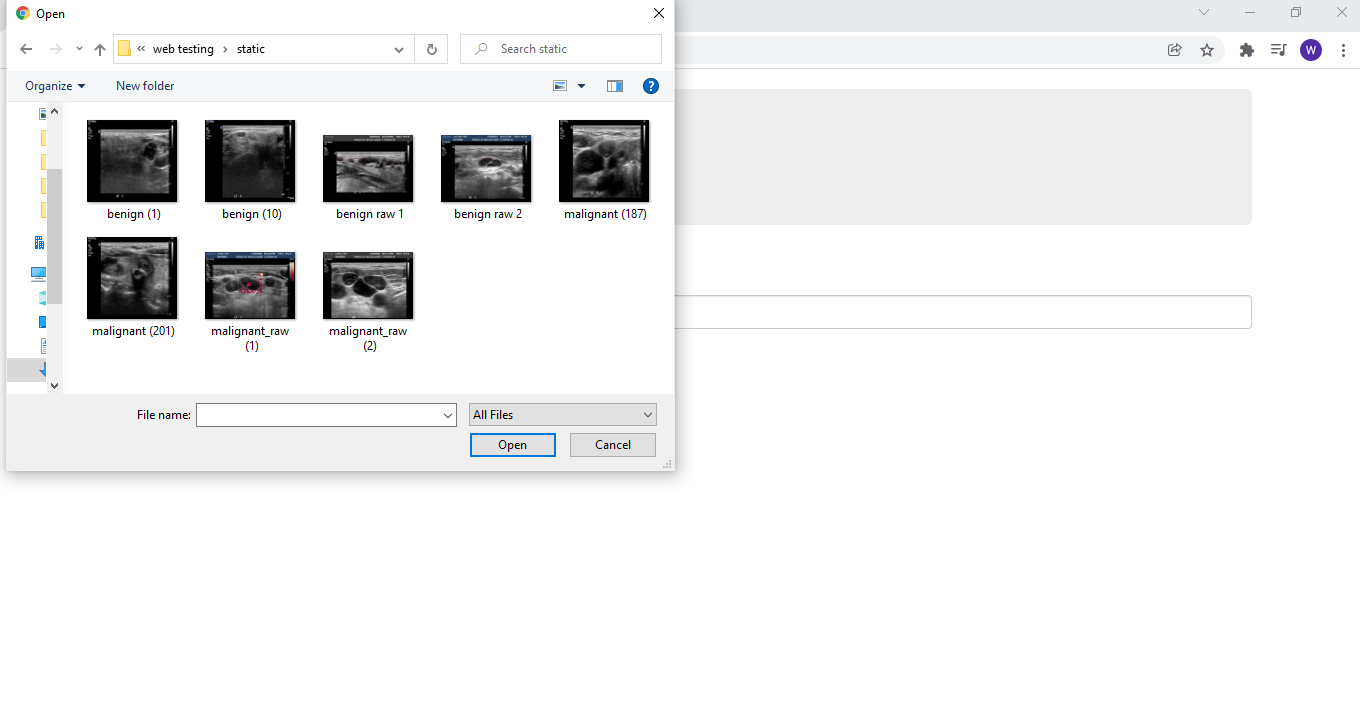 Open
web testing › static
Search static
Organize
New folder
benign (1)
benign (10)
benign raw 1
benign raw 2
malignant (187)
malignant (201)
malignant_raw
(1)
malignant_raw
(2)
File name:
All Files
Open
Cancel
W